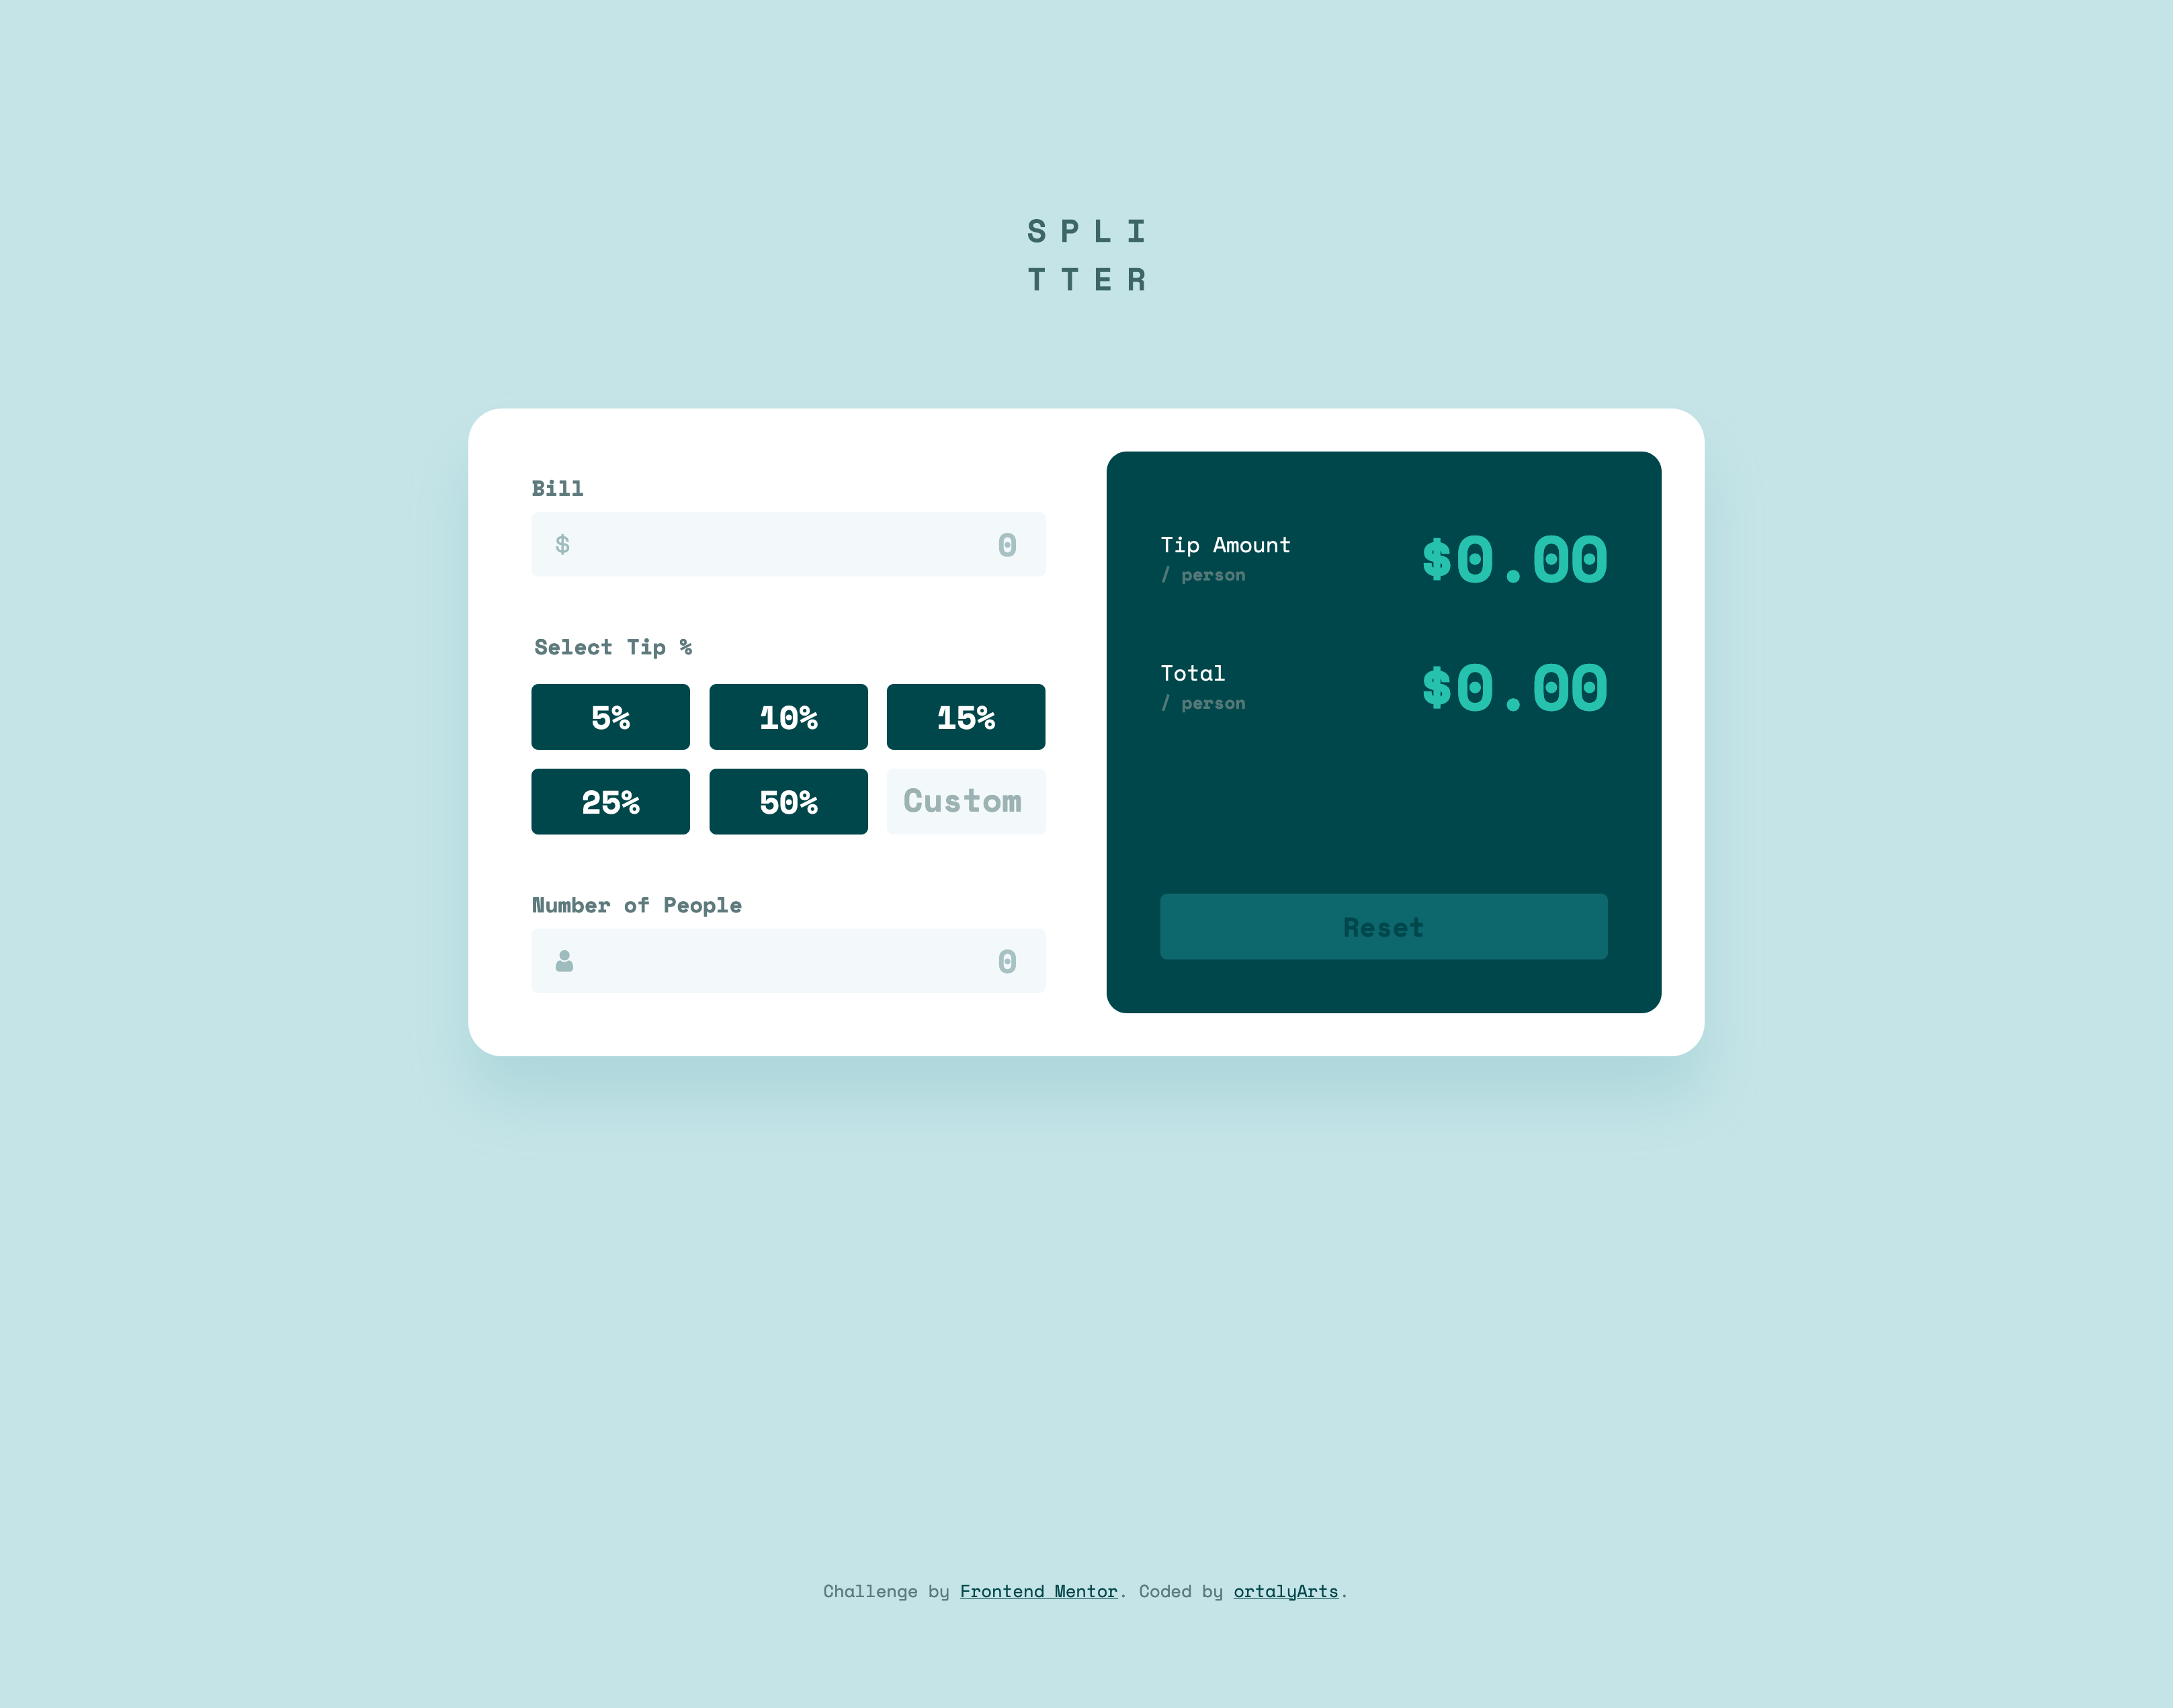 SPLI
TTER
Bill
$ 0
Select Tip %
5% 10% 15%
25% 50% Custom
Number of People
0
Tip Amount
/ person
$0.00
Total
/ person
$0.00
Reset
Challenge by Frontend Mentor. Coded by ortalyArts.